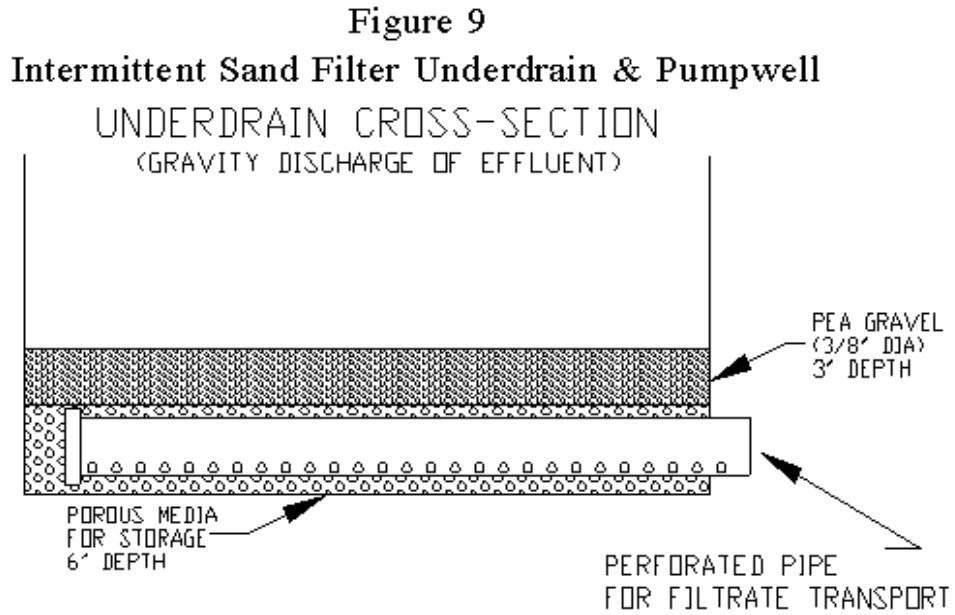 Figure 9
Intermittent Sand Filter Underdrain & Pumpwell
UNDERDRAIN CROSS-SECTION
(GRAVITY DISCHARGE OF EFFLUENT)
PEA GRAVEL
(3/8' DIA)
3' DEPTH
POROUS MEDIA
FOR STORAGE
6' DEPTH
PERFORATED PIPE
FOR FILTRATE TRANSPORT